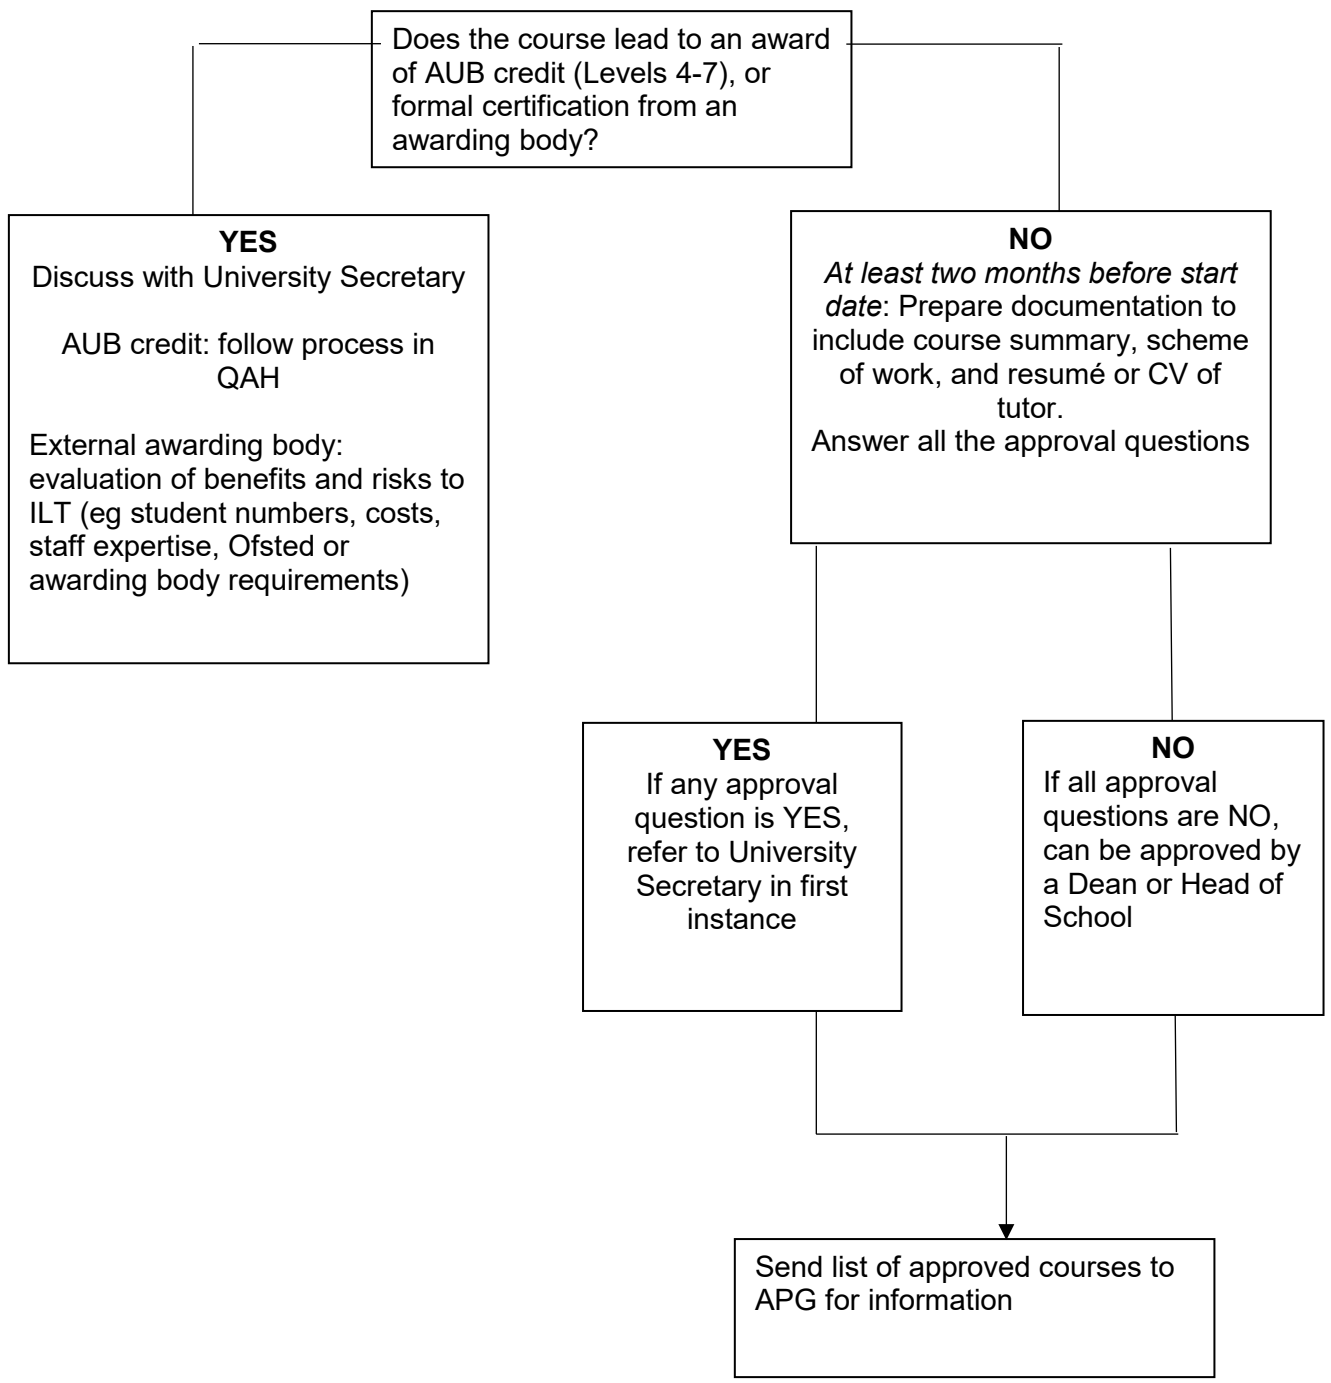 Does the course lead to an award
of AUB credit (Levels 4-7), or
formal certification from an
awarding body?
YES
Discuss with University Secretary
AUB credit: follow process in
QAH
External awarding body:
evaluation of benefits and risks to
ILT (eg student numbers, costs,
staff expertise, Ofsted or
awarding body requirements)
NO
At least two months before start
date: Prepare documentation to
include course summary, scheme
of work, and resumé or CV of
tutor.
Answer all the approval questions
YES
If any approval
question is YES,
refer to University
Secretary in first
instance
NO
If all approval
questions are NO,
can be approved by
a Dean or Head of
School
Send list of approved courses to
APG for information